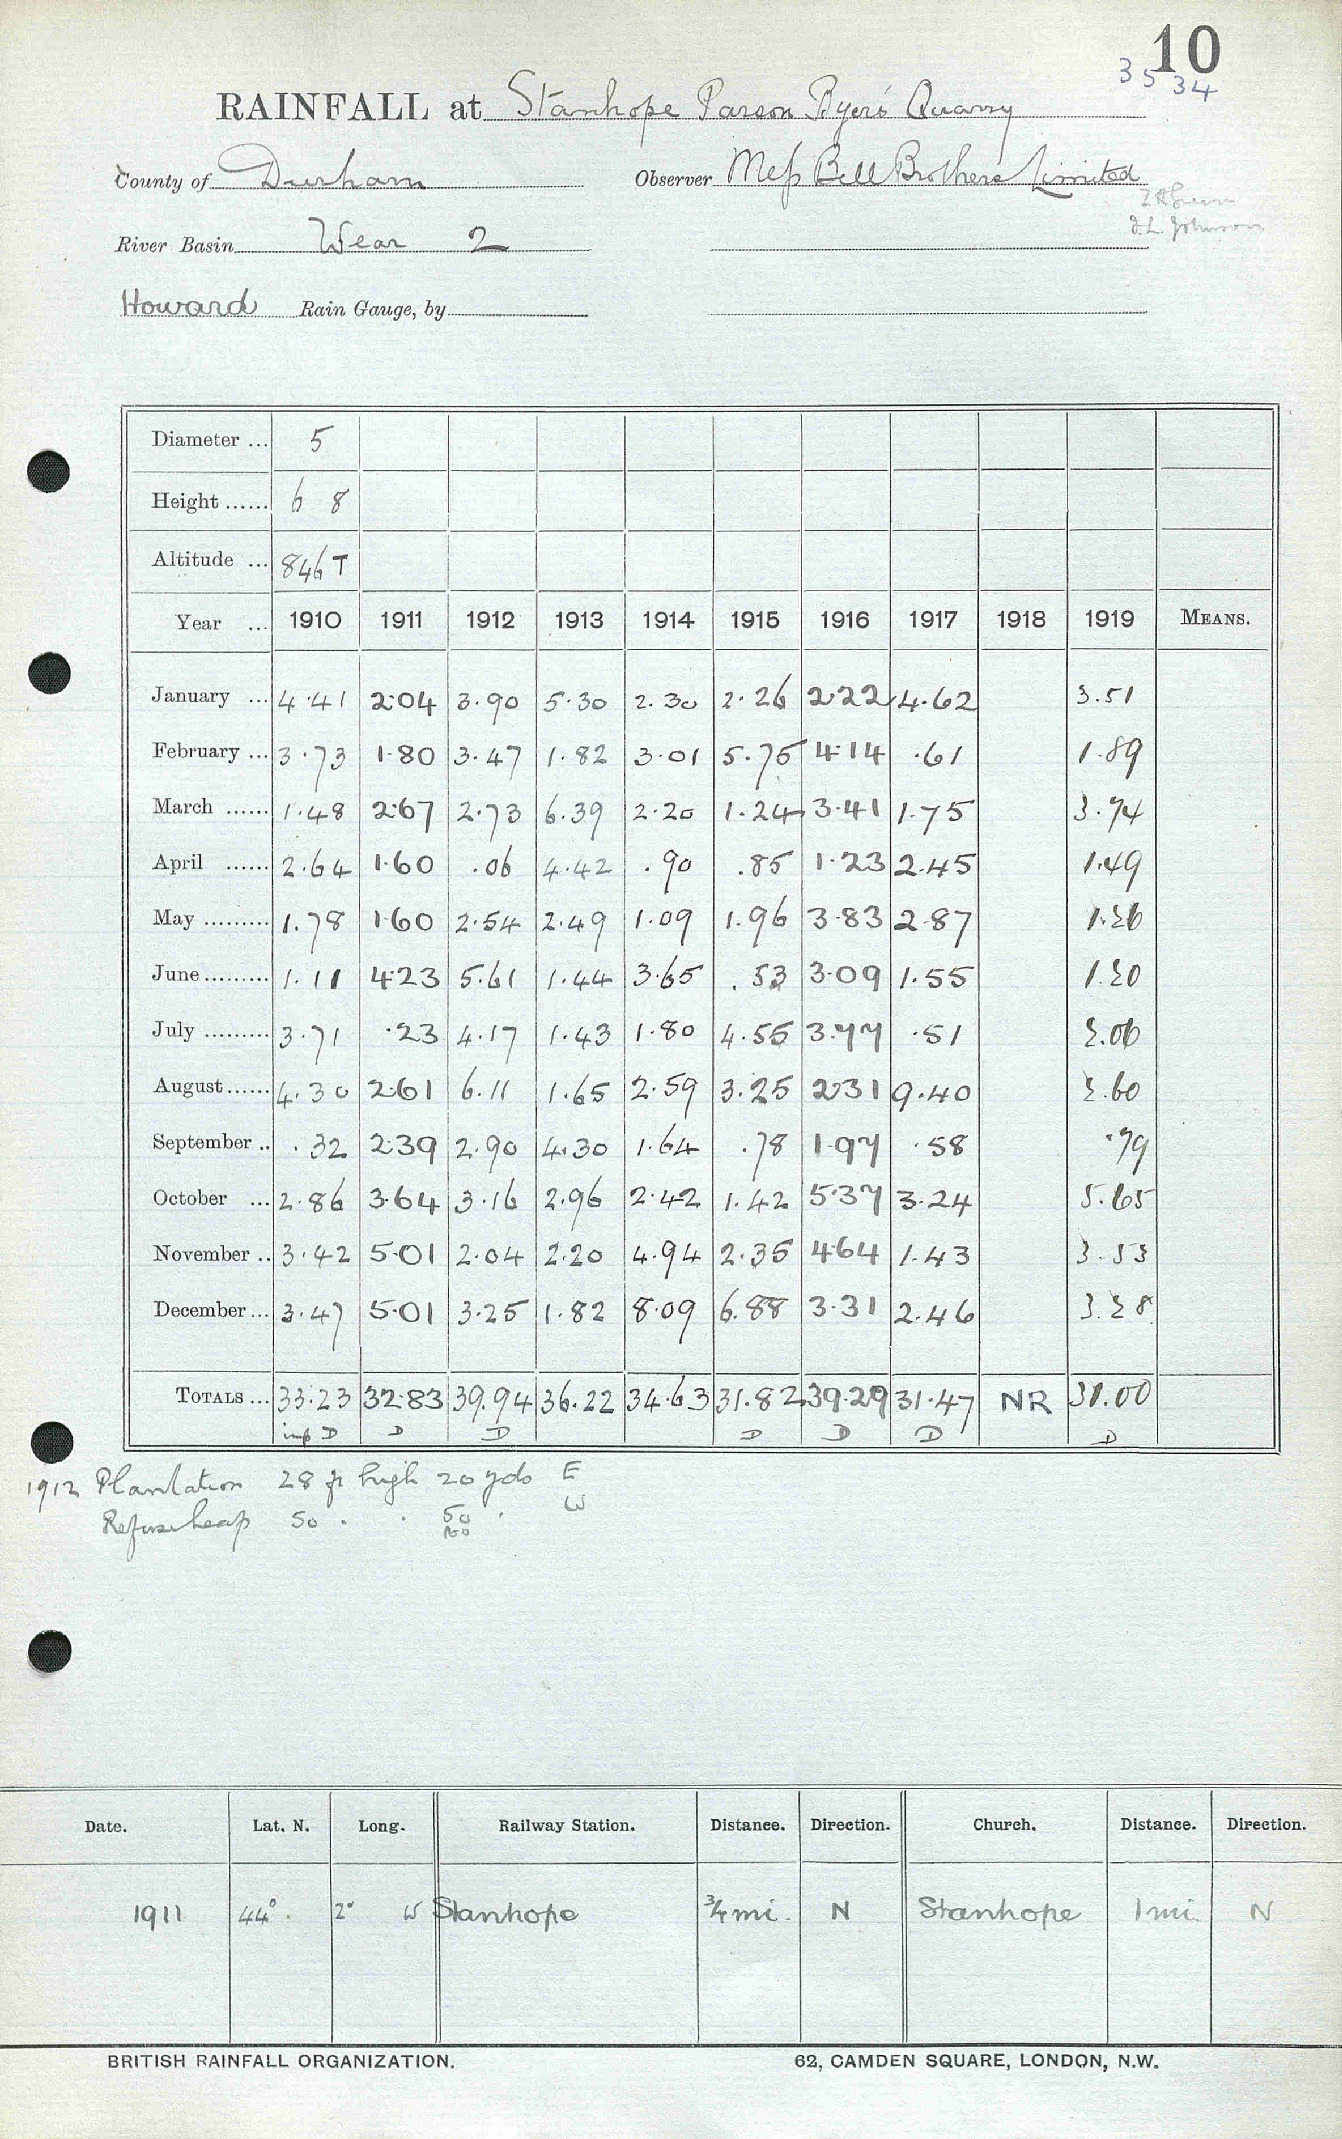 10
3534
RAINFALL at Stanhope Parson Byers Quarry
County of Durham Observer Mess Bell Brothers Limited
J.L. Johnson
River Basin Wear 2
Howard Rain Gauge, by
Diameter ... 5
Height ...... 6 8
Altitude ... 846 T
Year ... 1910 1911 1912 1913 1914 1915 1916 1917 1918 1919 MEANS.
January ... 4.41 2.04 3.90 5.30 2.30 2.26 2.22 4.62 3.51
February ... 3.73 1.80 3.47 1.82 3.01 5.75 4.14 .61 1.89
March ...... 1.48 2.67 2.73 6.39 2.20 1.24 3.41 1.75 3.74
April ...... 2.64 1.60 .06 4.42 .90 .85 1.23 2.45 1.49
May ......... 1.78 1.60 2.54 2.49 1.09 1.96 3.83 2.87 1.26
June ......... 1.11 4.23 5.61 1.44 3.65 .53 3.09 1.55 1.20
July ......... 3.71 .23 4.17 1.43 1.80 4.55 3.77 .51 2.06
August ...... 4.30 2.61 6.11 1.65 2.59 3.25 2.31 9.40 2.60
September .. .32 2.39 2.90 4.30 1.64 .78 1.97 .58 .79
October ... 2.86 3.64 3.16 2.96 2.42 1.42 5.37 3.24 5.65
November .. 3.42 5.01 2.04 2.20 4.94 2.35 4.64 1.43 3.53
December ... 3.47 5.01 3.25 1.82 8.09 6.88 3.31 2.46 3.28
TOTALS ... 33.23 32.83 39.94 36.22 34.63 31.82 39.29 31.47 NR 31.00
imp D D D D D D D
1912 Plantation 28 ft high 20 yds E
Refuse heap 50 . . 50 . W
100
Date. Lat. N. Long. Railway Station. Distance. Direction. Church. Distance. Direction.
1911 44° 2° W Stanhope ¾ mi. N Stanhope 1 mi. N
BRITISH RAINFALL ORGANIZATION. 62, CAMDEN SQUARE, LONDON, N.W.